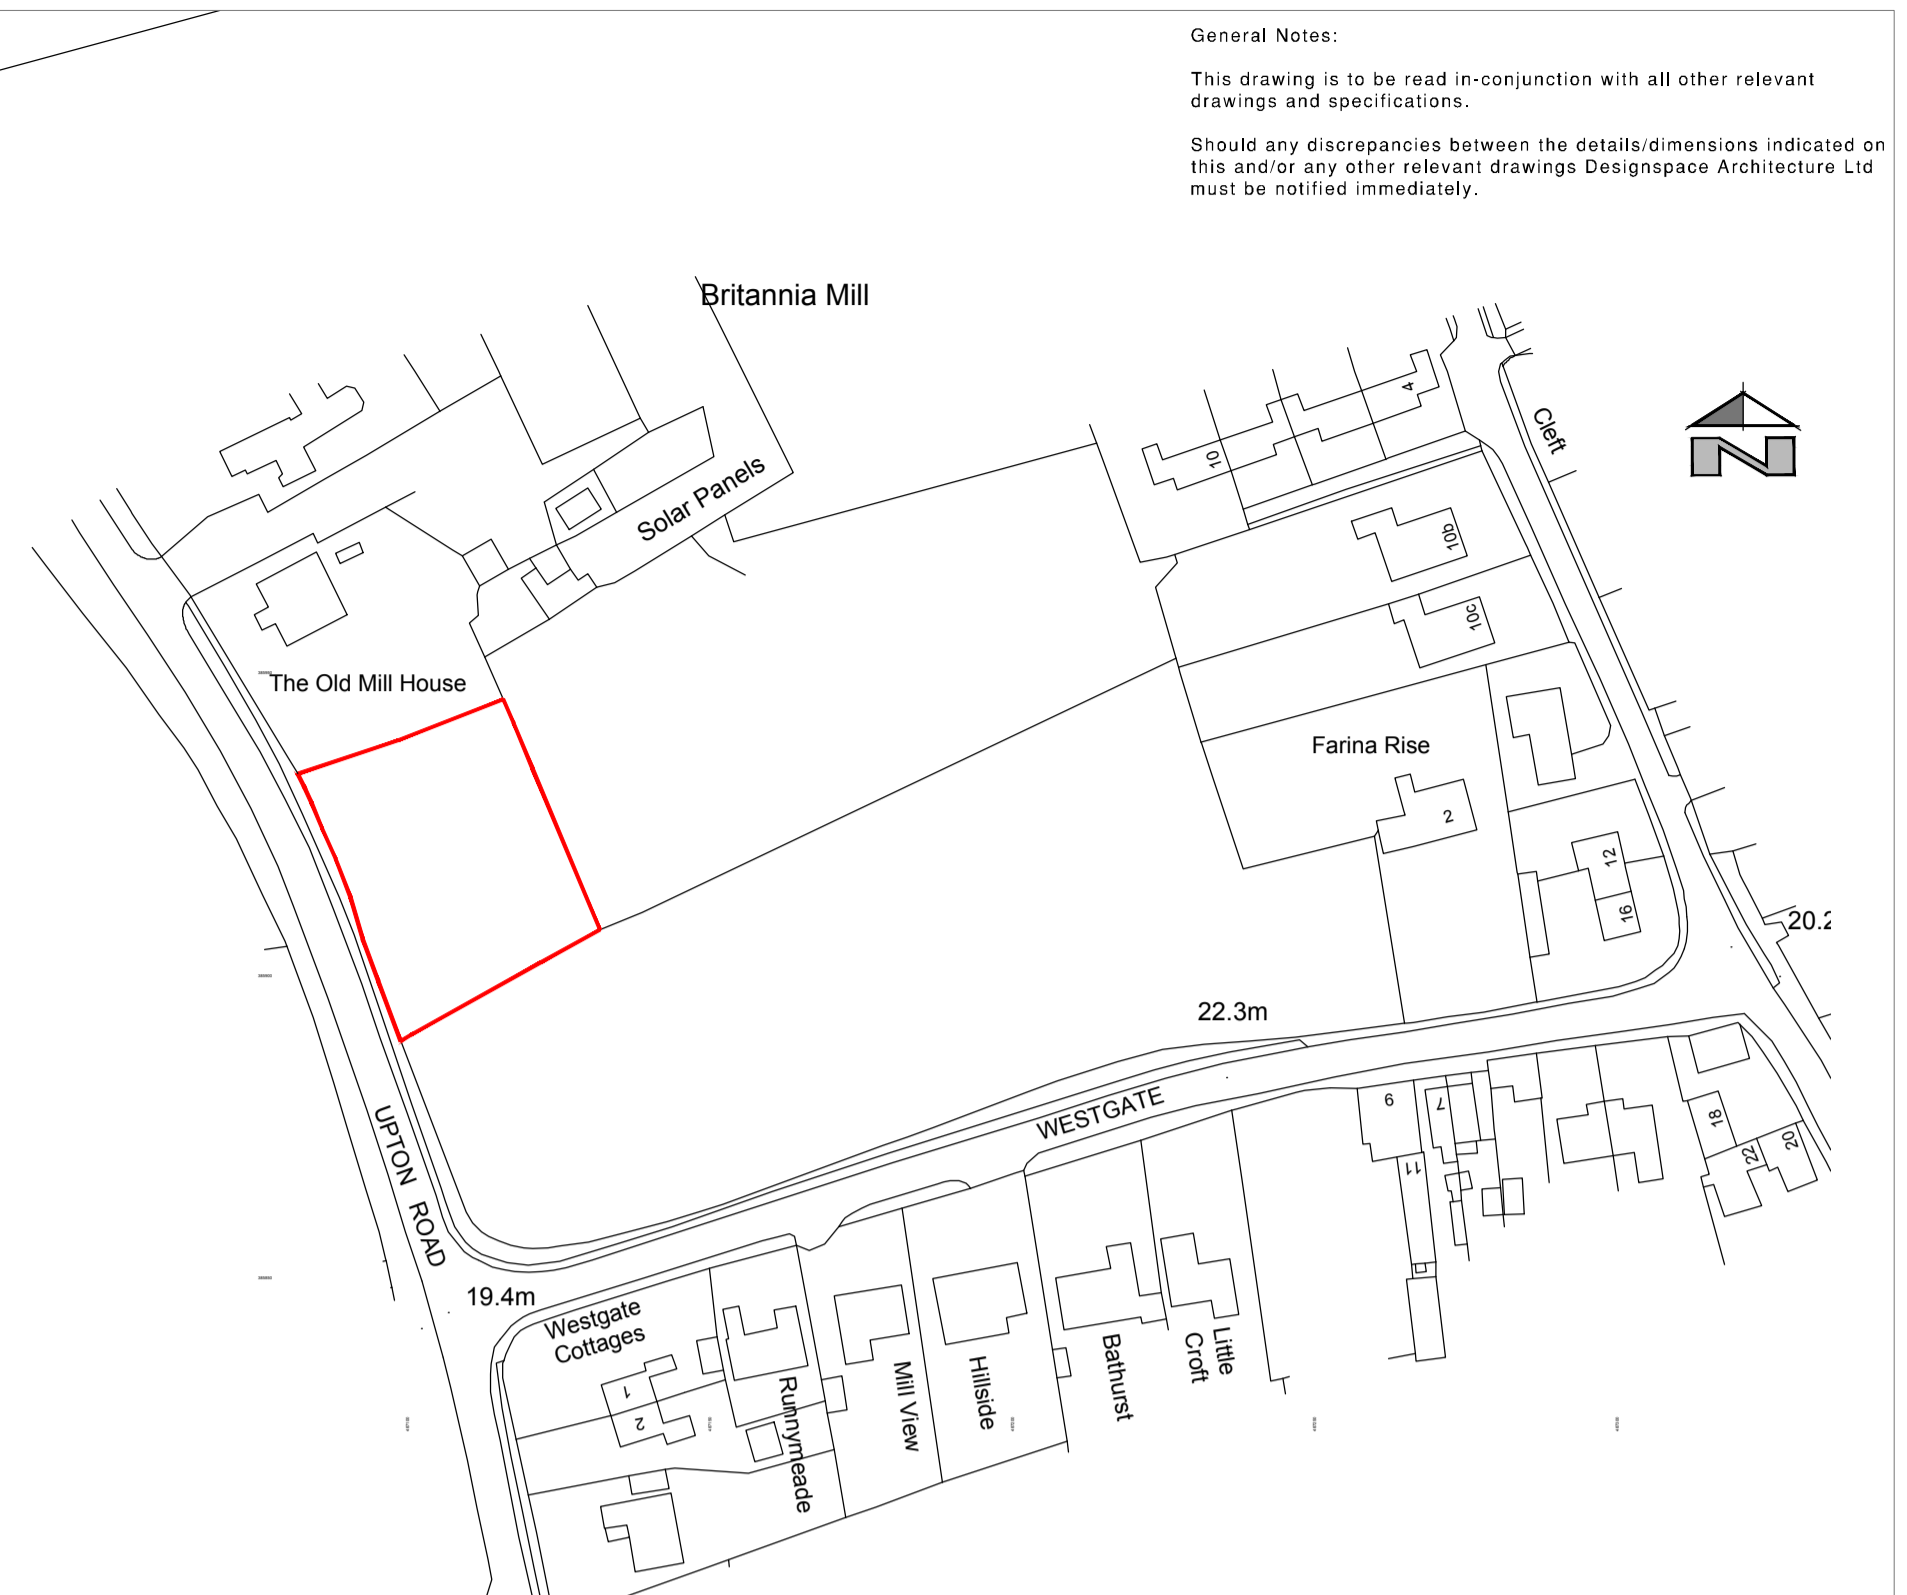 General Notes:
This drawing is to be read in-conjunction with all other relevant
drawings and specifications.
Should any discrepancies between the details/dimensions indicated on
this and/or any other relevant drawings Designspace Architecture Ltd
must be notified immediately.
Britannia Mill
Solar Panels
4
10
Cleft
N
10b
10c
The Old Mill House
Farina Rise
2
12
16
20.2
22.3m
UPTON ROAD
WESTGATE
9
7
11
18
22
20
19.4m
Westgate
Cottages
1
2
Runnymeade
Mill View
Hillside
Bathurst
Little
Croft